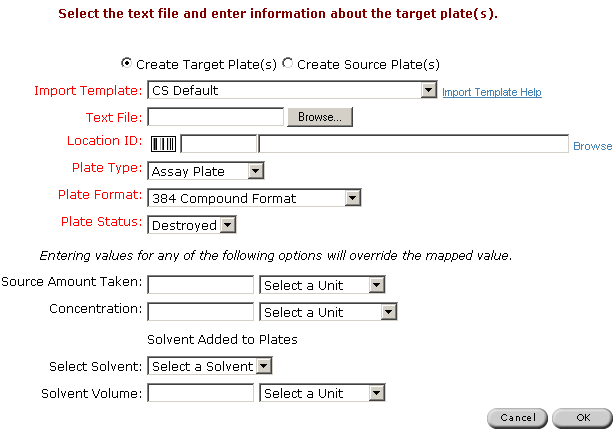 Select the text file and enter information about the target plate(s).
Create Target Plate(s) Create Source Plate(s)
Import Template: CS Default Import Template Help
Text File: Browse...
Location ID: Browse
Plate Type: Assay Plate
Plate Format: 384 Compound Format
Plate Status: Destroyed
Entering values for any of the following options will override the mapped value.
Source Amount Taken: Select a Unit
Concentration: Select a Unit
Solvent Added to Plates
Select Solvent: Select a Solvent
Solvent Volume: Select a Unit
Cancel OK